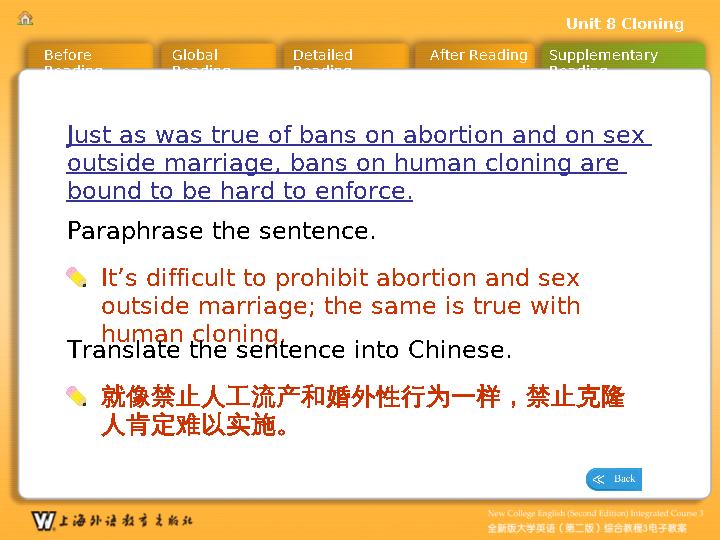 Unit 8 Cloning
Before Reading
Global Reading
Detailed Reading
After Reading
Supplementary Reading
Just as was true of bans on abortion and on sex
outside marriage, bans on human cloning are
bound to be hard to enforce.
Paraphrase the sentence.
It’s difficult to prohibit abortion and sex
outside marriage; the same is true with
human cloning.
Translate the sentence into Chinese.
就像禁止人工流产和婚外性行为一样，禁止克隆
人肯定难以实施。
≪ Back
W 上海外语教育出版社
New College English (Second Edition) Integrated Course 3
全新版大学英语（第二版）综合教程3电子教案